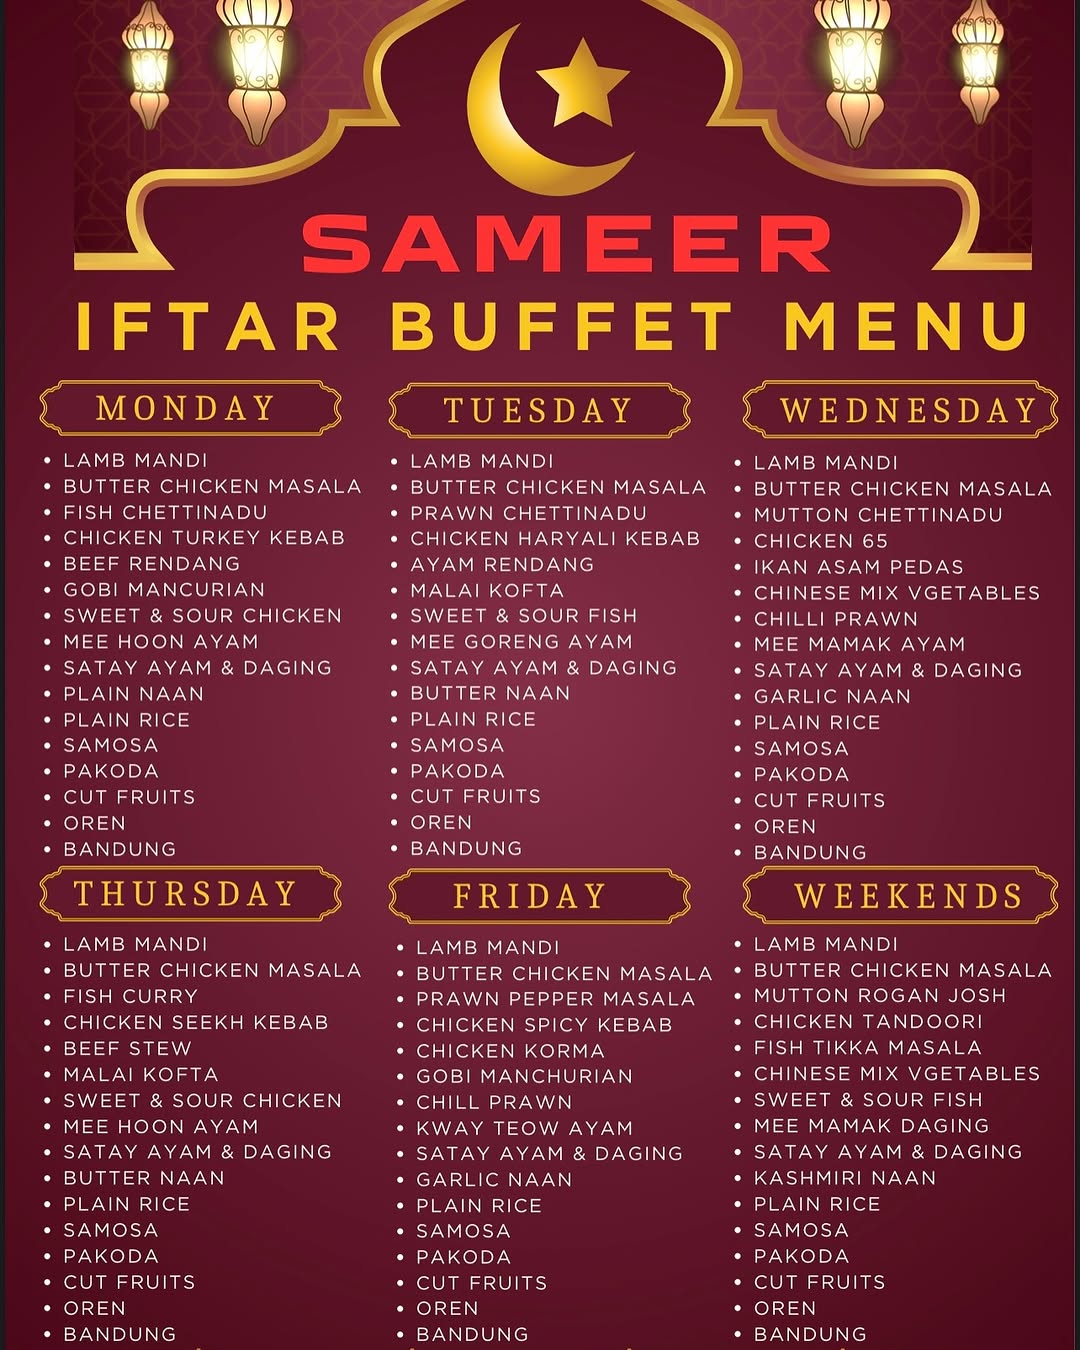 SAMEER
IFTAR BUFFET MENU
MONDAY
LAMB MANDI
BUTTER CHICKEN MASALA
FISH CHETTINADU
CHICKEN TURKEY KEBAB
BEEF RENDANG
GOBI MANCURIAN
SWEET & SOUR CHICKEN
MEE HOON AYAM
SATAY AYAM & DAGING
PLAIN NAAN
PLAIN RICE
SAMOSA
PAKODA
CUT FRUITS
OREN
BANDUNG
TUESDAY
LAMB MANDI
BUTTER CHICKEN MASALA
PRAWN CHETTINADU
CHICKEN HARYALI KEBAB
AYAM RENDANG
MALAI KOFTA
SWEET & SOUR FISH
MEE GORENG AYAM
SATAY AYAM & DAGING
BUTTER NAAN
PLAIN RICE
SAMOSA
PAKODA
CUT FRUITS
OREN
BANDUNG
WEDNESDAY
LAMB MANDI
BUTTER CHICKEN MASALA
MUTTON CHETTINADU
CHICKEN 65
IKAN ASAM PEDAS
CHINESE MIX VGETABLES
CHILLI PRAWN
MEE MAMAK AYAM
SATAY AYAM & DAGING
GARLIC NAAN
PLAIN RICE
SAMOSA
PAKODA
CUT FRUITS
OREN
BANDUNG
THURSDAY
LAMB MANDI
BUTTER CHICKEN MASALA
FISH CURRY
CHICKEN SEEKH KEBAB
BEEF STEW
MALAI KOFTA
SWEET & SOUR CHICKEN
MEE HOON AYAM
SATAY AYAM & DAGING
BUTTER NAAN
PLAIN RICE
SAMOSA
PAKODA
CUT FRUITS
OREN
BANDUNG
FRIDAY
LAMB MANDI
BUTTER CHICKEN MASALA
PRAWN PEPPER MASALA
CHICKEN SPICY KEBAB
CHICKEN KORMA
GOBI MANCHURIAN
CHILL PRAWN
KWAY TEOW AYAM
SATAY AYAM & DAGING
GARLIC NAAN
PLAIN RICE
SAMOSA
PAKODA
CUT FRUITS
OREN
BANDUNG
WEEKENDS
LAMB MANDI
BUTTER CHICKEN MASALA
MUTTON ROGAN JOSH
CHICKEN TANDOORI
FISH TIKKA MASALA
CHINESE MIX VGETABLES
SWEET & SOUR FISH
MEE MAMAK DAGING
SATAY AYAM & DAGING
KASHMIRI NAAN
PLAIN RICE
SAMOSA
PAKODA
CUT FRUITS
OREN
BANDUNG